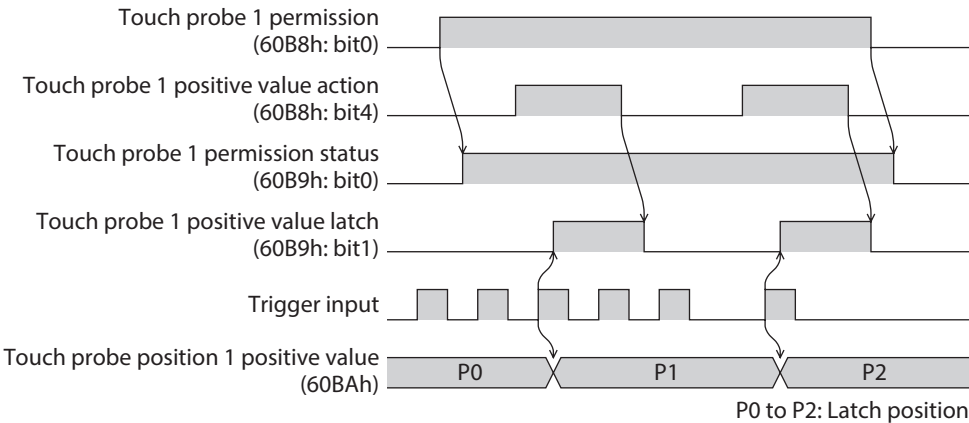 Touch probe 1 permission
(60B8h: bit0)
Touch probe 1 positive value action
(60B8h: bit4)
Touch probe 1 permission status
(60B9h: bit0)
Touch probe 1 positive value latch
(60B9h: bit1)
Trigger input
Touch probe position 1 positive value
(60BAh)
P0 P1 P2
P0 to P2: Latch position